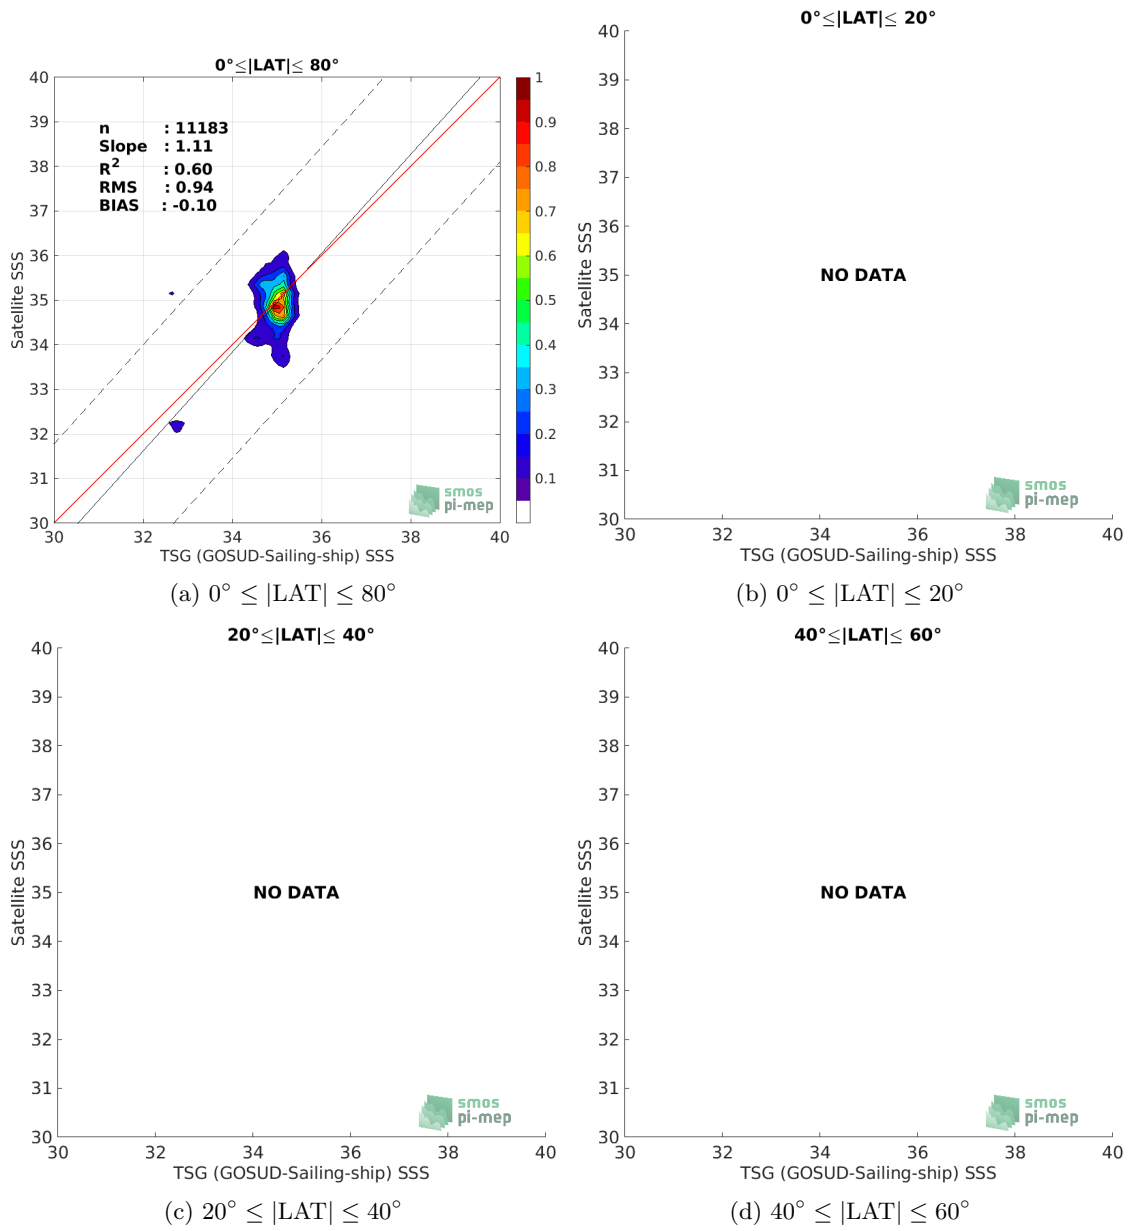 0°≤|LAT|≤ 80°
n : 11183
Slope : 1.11
R2 : 0.60
RMS : 0.94
BIAS : -0.10
40
39
38
37
36
35
34
33
32
31
30
30 32 34 36 38 40
Satellite SSS
TSG (GOSUD-Sailing-ship) SSS
1
0.9
0.8
0.7
0.6
0.5
0.4
0.3
0.2
0.1
smos
pi-mep
(a) 0° ≤ |LAT| ≤ 80°
0°≤|LAT|≤ 20°
40
39
38
37
36
35
34
33
32
31
30
30 32 34 36 38 40
Satellite SSS
NO DATA
TSG (GOSUD-Sailing-ship) SSS
smos
pi-mep
(b) 0° ≤ |LAT| ≤ 20°
20°≤|LAT|≤ 40°
40
39
38
37
36
35
34
33
32
31
30
30 32 34 36 38 40
Satellite SSS
NO DATA
TSG (GOSUD-Sailing-ship) SSS
smos
pi-mep
(c) 20° ≤ |LAT| ≤ 40°
40°≤|LAT|≤ 60°
40
39
38
37
36
35
34
33
32
31
30
30 32 34 36 38 40
Satellite SSS
NO DATA
TSG (GOSUD-Sailing-ship) SSS
smos
pi-mep
(d) 40° ≤ |LAT| ≤ 60°